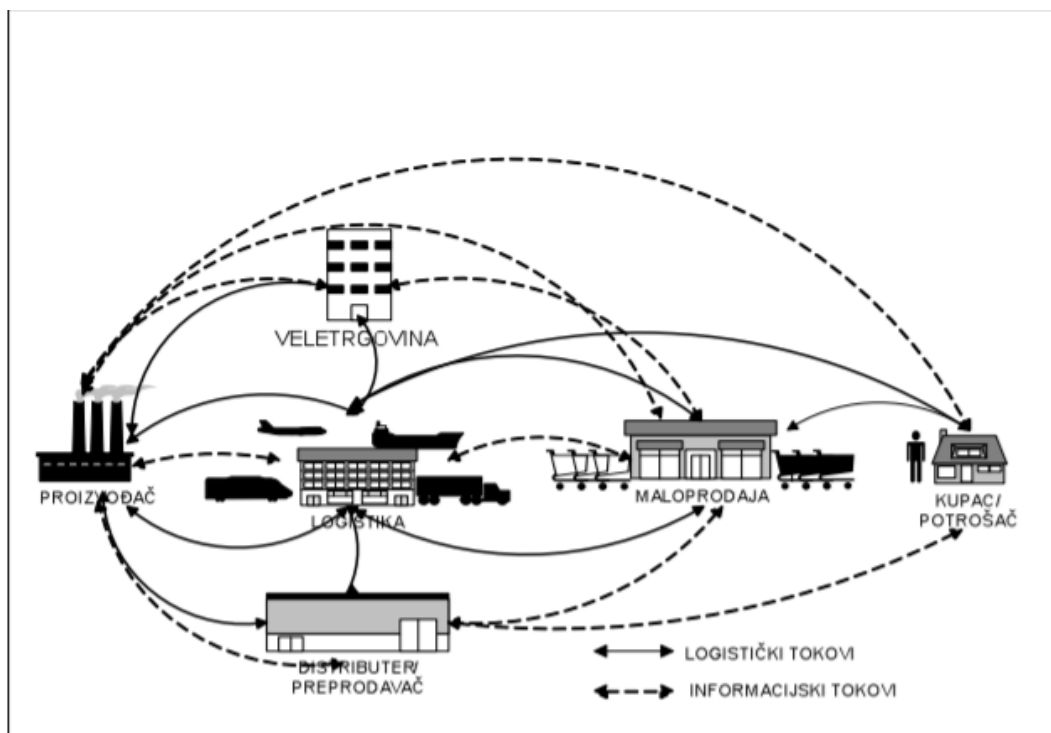 VELETRGOVINA
PROIZVOĐAČ
LOGISTIKA
MALOPRODAJA
KUPAC/
POTROŠAČ
DISTRIBUTER/
PREPRODAVAČ
LOGISTIČKI TOKOVI
INFORMACIJSKI TOKOVI